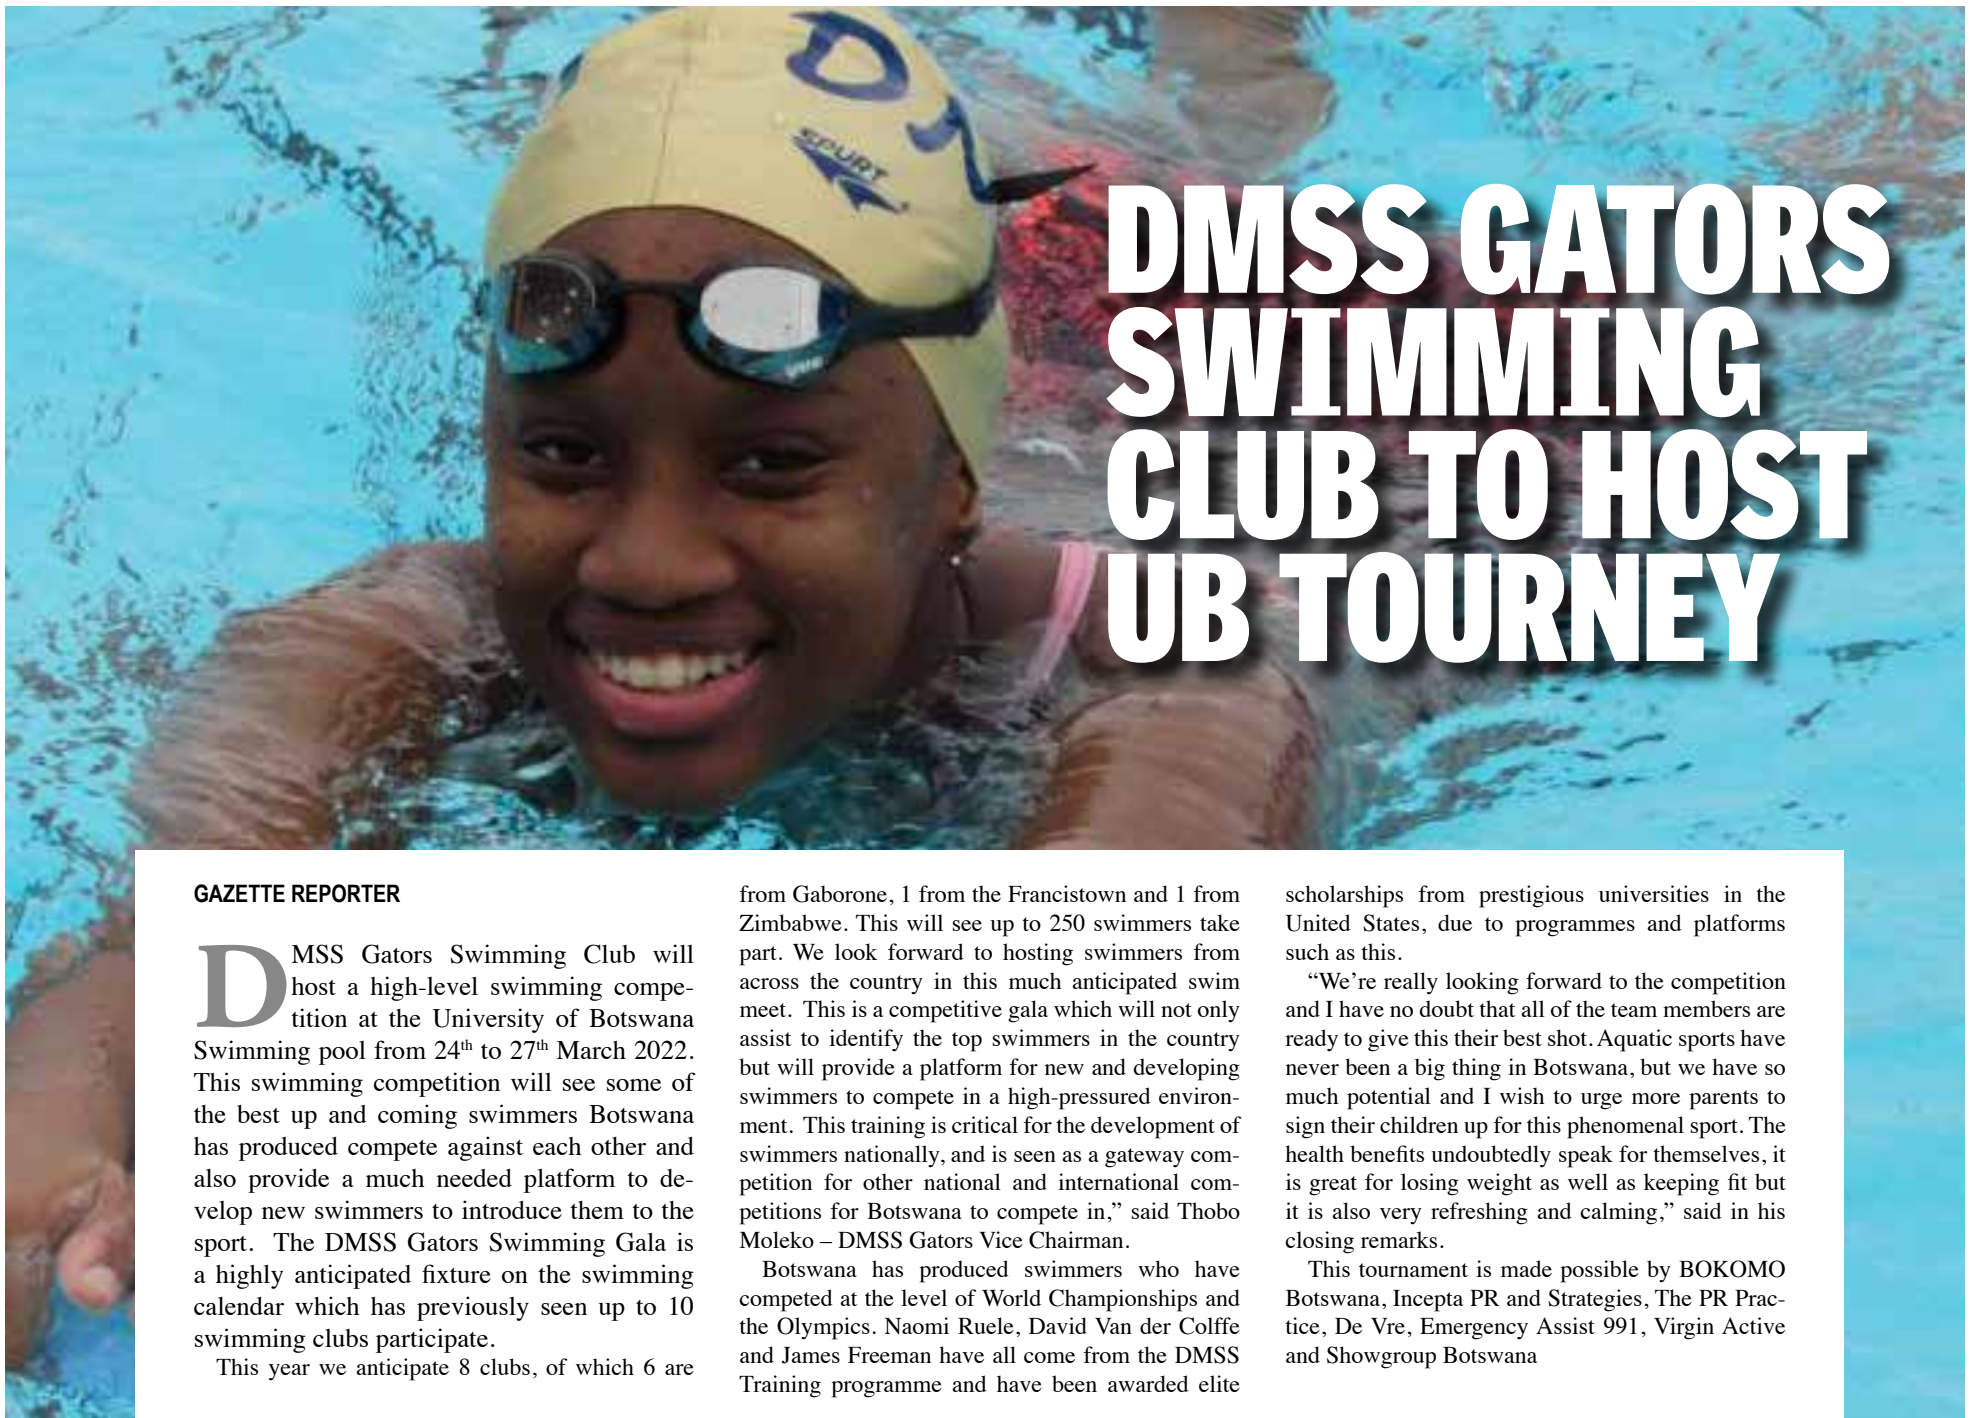 SPURT
DMSS GATORS
SWIMMING
CLUB TO HOST
UB TOURNEY
GAZETTE REPORTER
DMSS Gators Swimming Club will
host a high-level swimming compe-
tition at the University of Botswana
Swimming pool from 24th to 27th March 2022.
This swimming competition will see some of
the best up and coming swimmers Botswana
has produced compete against each other and
also provide a much needed platform to de-
velop new swimmers to introduce them to the
sport. The DMSS Gators Swimming Gala is
a highly anticipated fixture on the swimming
calendar which has previously seen up to 10
swimming clubs participate.
This year we anticipate 8 clubs, of which 6 are
from Gaborone, 1 from the Francistown and 1 from
Zimbabwe. This will see up to 250 swimmers take
part. We look forward to hosting swimmers from
across the country in this much anticipated swim
meet. This is a competitive gala which will not only
assist to identify the top swimmers in the country
but will provide a platform for new and developing
swimmers to compete in a high-pressured environ-
ment. This training is critical for the development of
swimmers nationally, and is seen as a gateway com-
petition for other national and international com-
petitions for Botswana to compete in,” said Thobo
Moleko – DMSS Gators Vice Chairman.
Botswana has produced swimmers who have
competed at the level of World Championships and
the Olympics. Naomi Ruele, David Van der Colffe
and James Freeman have all come from the DMSS
Training programme and have been awarded elite
scholarships from prestigious universities in the
United States, due to programmes and platforms
such as this.
“We’re really looking forward to the competition
and I have no doubt that all of the team members are
ready to give this their best shot. Aquatic sports have
never been a big thing in Botswana, but we have so
much potential and I wish to urge more parents to
sign their children up for this phenomenal sport. The
health benefits undoubtedly speak for themselves, it
is great for losing weight as well as keeping fit but
it is also very refreshing and calming,” said in his
closing remarks.
This tournament is made possible by BOKOMO
Botswana, Incepta PR and Strategies, The PR Prac-
tice, De Vre, Emergency Assist 991, Virgin Active
and Showgroup Botswana